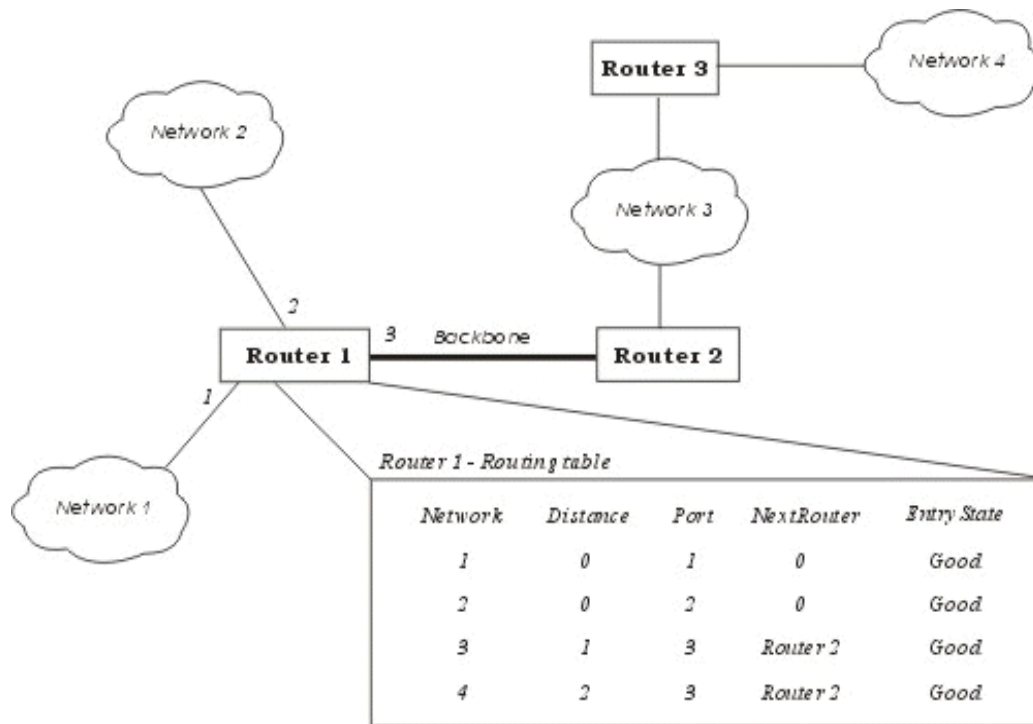 Network 4
Router 3
Network 2
Network 3
2
3 Backbone
Router 1
Router 2
1
Router 1 - Routing table
Network 1
Network Distance Port NextRouter Entry State
1 0 1 0 Good
2 0 2 0 Good
3 1 3 Router 2 Good
4 2 3 Router 2 Good